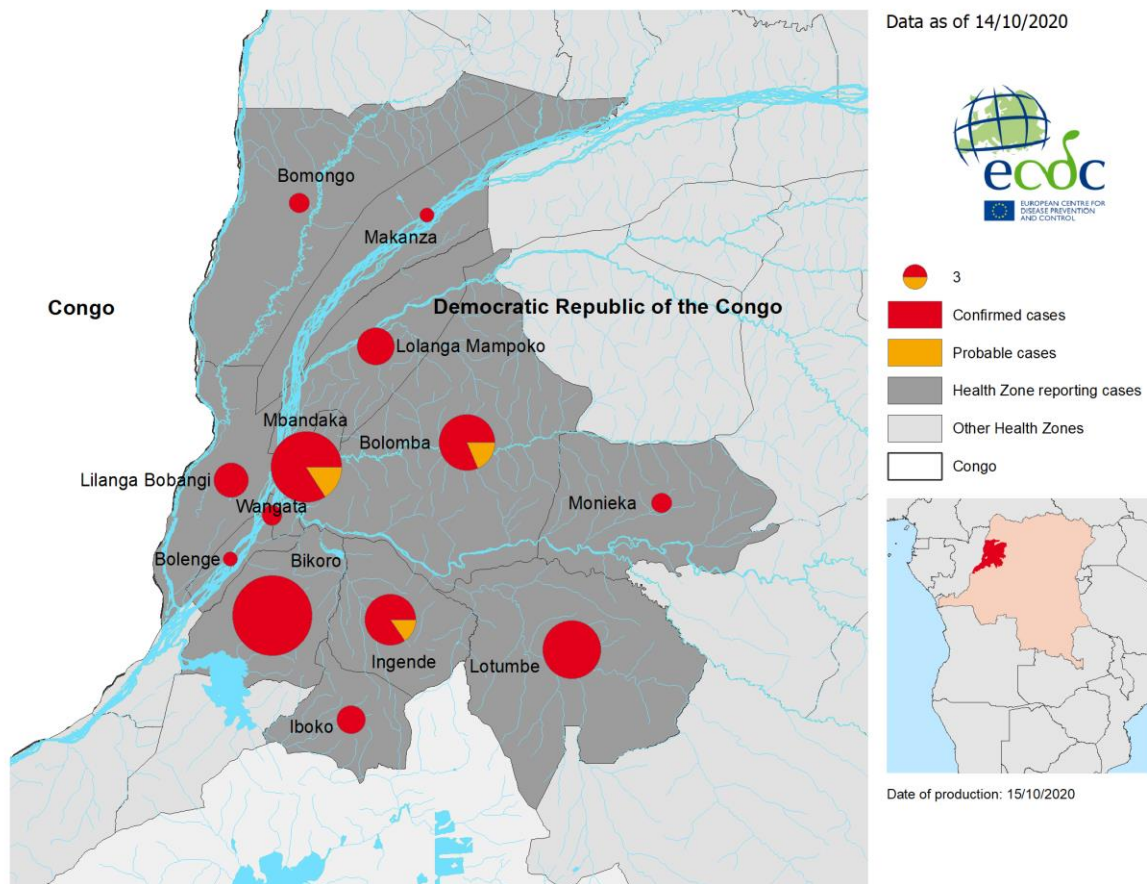 Data as of 14/10/2020
ecdc
EUROPEAN CENTRE FOR
DISEASE PREVENTION
AND CONTROL
Bomongo
Makanza
Congo
Democratic Republic of the Congo
Lolanga Mampoko
Mbandaka
Bolomba
Lilanga Bobangi
Wangata
Monieka
Bolenge
Bikoro
Ingende
Lotumbe
Iboko
3
Confirmed cases
Probable cases
Health Zone reporting cases
Other Health Zones
Congo
Date of production: 15/10/2020